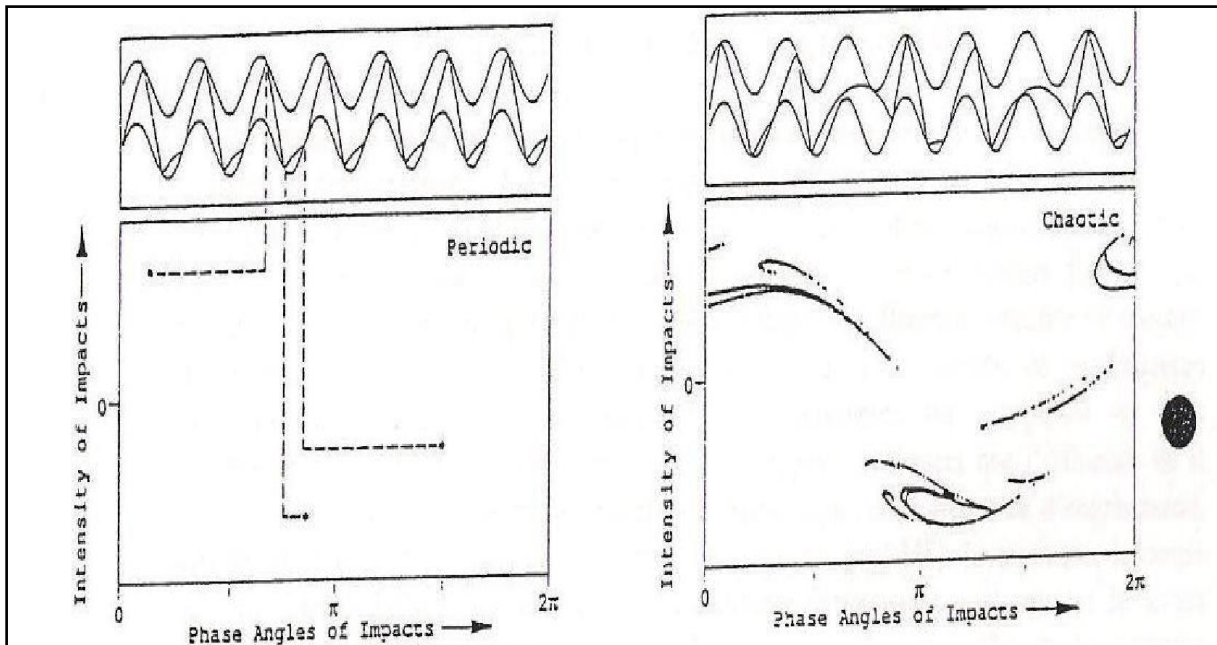 Periodic
Intensity of Impacts
0
0
π
2π
Phase Angles of Impacts
Chaotic
Intensity of Impacts
0
0
π
2π
Phase Angles of Impacts